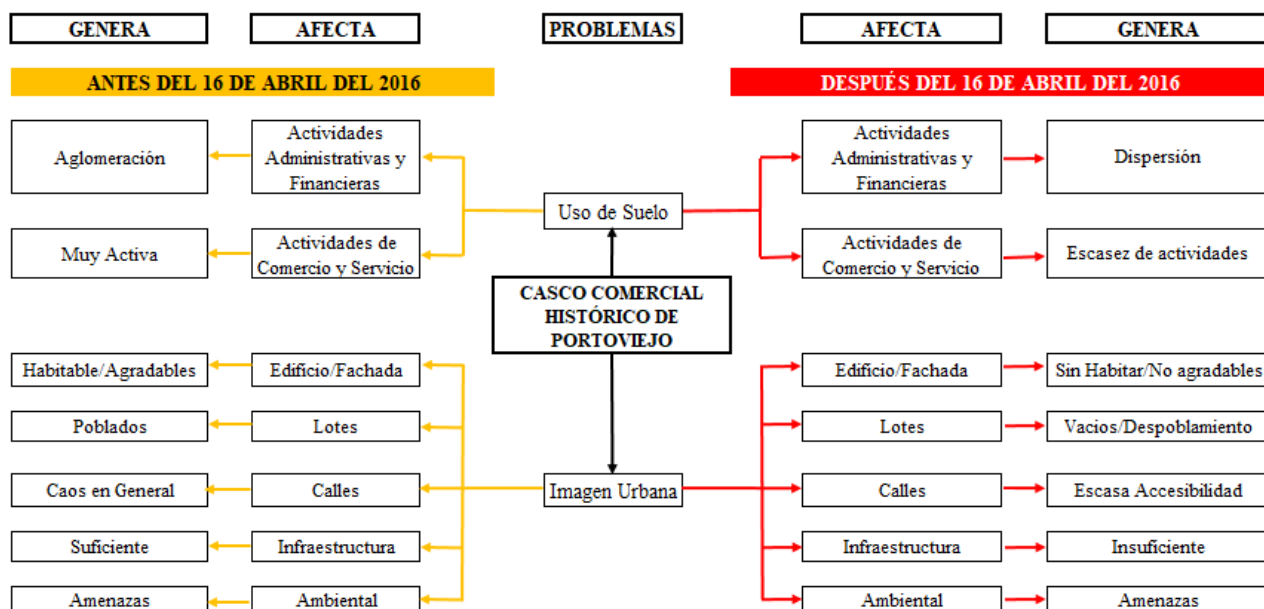 GENERA
AFECTA
PROBLEMAS
AFECTA
GENERA
ANTES DEL 16 DE ABRIL DEL 2016
DESPUÉS DEL 16 DE ABRIL DEL 2016
Aglomeración
Actividades
Administrativas y
Financieras
Actividades
Administrativas y
Financieras
Dispersión
Uso de Suelo
Muy Activa
Actividades de
Comercio y Servicio
Actividades de
Comercio y Servicio
Escasez de actividades
CASCO COMERCIAL
HISTÓRICO DE
PORTOVIEJO
Habitable/Agradables
Edificio/Fachada
Edificio/Fachada
Sin Habitar/No agradables
Poblados
Lotes
Lotes
Vacios/Despoblamiento
Caos en General
Calles
Imagen Urbana
Calles
Escasa Accesibilidad
Suficiente
Infraestructura
Infraestructura
Insuficiente
Amenazas
Ambiental
Ambiental
Amenazas